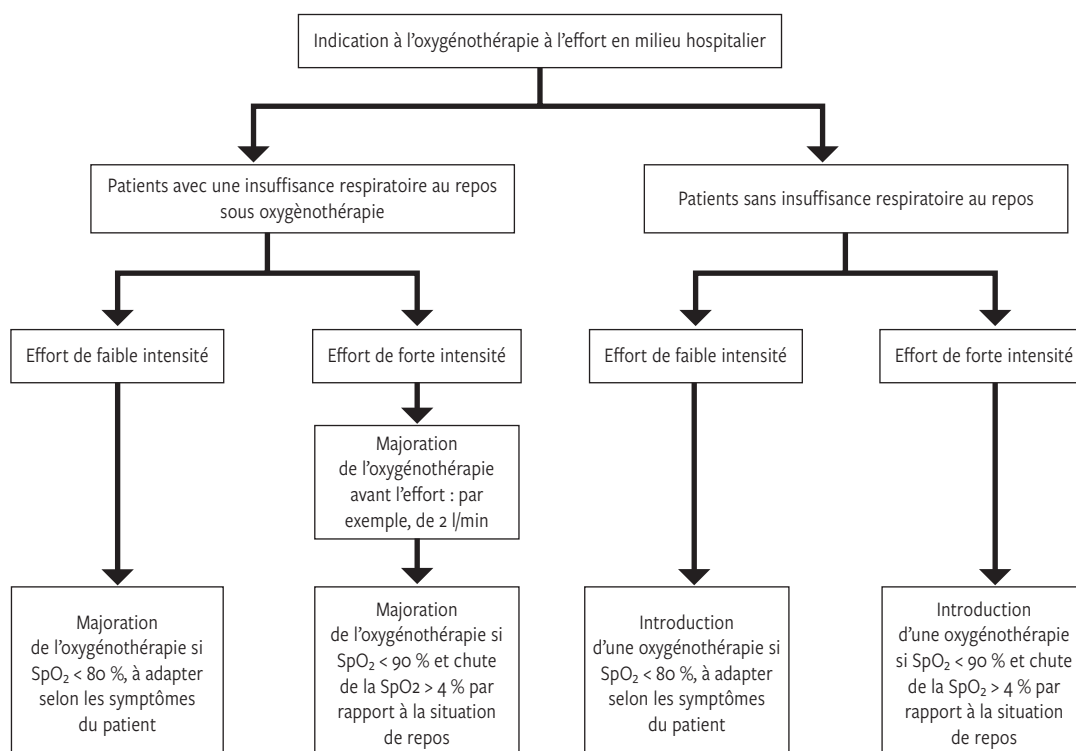 Indication à l’oxygénothérapie à l’effort en milieu hospitalier
Patients avec une insuffisance respiratoire au repos
sous oxygènothérapie
Patients sans insuffisance respiratoire au repos
Effort de faible intensité
Effort de forte intensité
Effort de faible intensité
Effort de forte intensité
Majoration
de l’oxygénothérapie
avant l’effort : par
exemple, de 2 l/min
Majoration
de l’oxygénothérapie si
SpO₂ < 80 %, à adapter
selon les symptômes
du patient
Majoration
de l’oxygénothérapie si
SpO₂ < 90 % et chute
de la SpO2 > 4 % par
rapport à la situation
de repos
Introduction
d’une oxygénothérapie si
SpO₂ < 80 %, à adapter
selon les symptômes
du patient
Introduction
d’une oxygénothérapie
si SpO₂ < 90 % et chute
de la SpO₂ > 4 % par
rapport à la situation
de repos